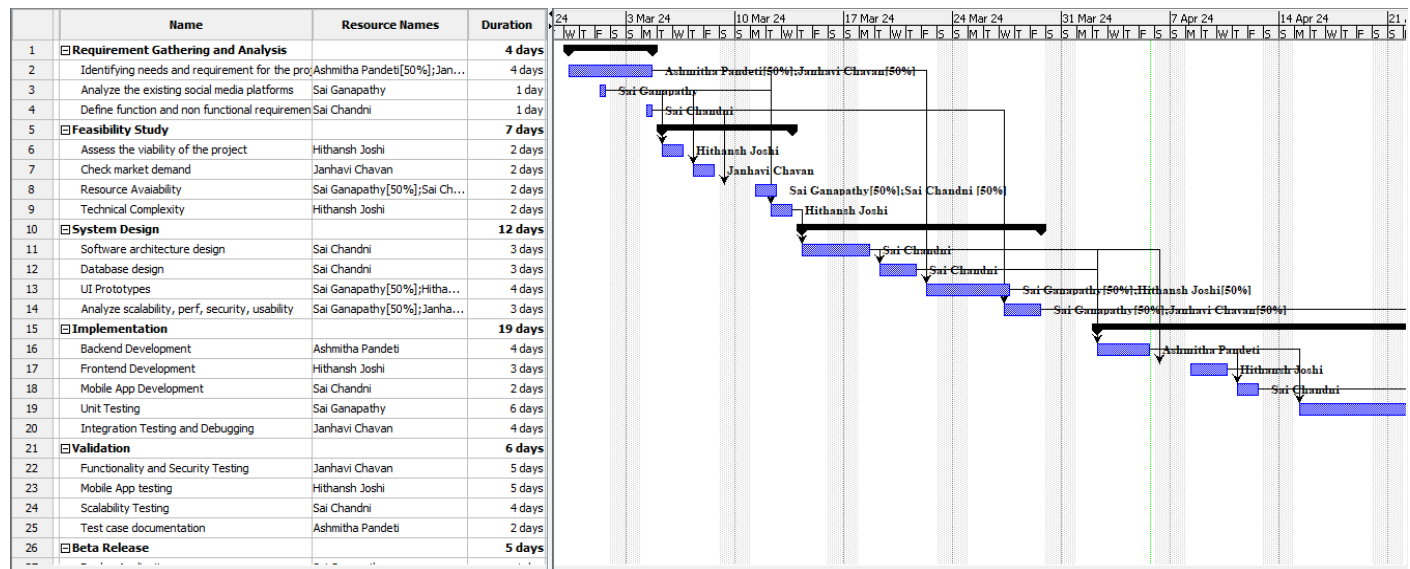 Name Resource Names Duration
24 3 Mar 24 10 Mar 24 17 Mar 24 24 Mar 24 31 Mar 24 7 Apr 24 14 Apr 24 21
W T F S S M T W T F S S M T W T F S S M T W T F S S M T W T F S S M T W T F S S M T W T F S S M T W T F S S
1 Requirement Gathering and Analysis 4 days
2 Identifying needs and requirement for the pro Ashmitha Pandeti[50%];Jan... 4 days Ashmitha Pandeti[50%];Janhavi Chavan[50%]
3 Analyze the existing social media platforms Sai Ganapathy 1 day Sai Ganapathy
4 Define function and non functional requiremen Sai Chandni 1 day Sai Chandni
5 Feasibility Study 7 days
6 Assess the viability of the project Hithansh Joshi 2 days Hithansh Joshi
7 Check market demand Janhavi Chavan 2 days Janhavi Chavan
8 Resource Avaiability Sai Ganapathy[50%];Sai Ch... 2 days Sai Ganapathy[50%];Sai Chandni [50%]
9 Technical Complexity Hithansh Joshi 2 days Hithansh Joshi
10 System Design 12 days
11 Software architecture design Sai Chandni 3 days Sai Chandni
12 Database design Sai Chandni 3 days Sai Chandni
13 UI Prototypes Sai Ganapathy[50%];Hitha... 4 days Sai Ganapathy[50%];Hithansh Joshi[50%]
14 Analyze scalability, perf, security, usability Sai Ganapathy[50%];Janha... 3 days Sai Ganapathy[50%];Janhavi Chavan[50%]
15 Implementation 19 days
16 Backend Development Ashmitha Pandeti 4 days Ashmitha Pandeti
17 Frontend Development Hithansh Joshi 3 days Hithansh Joshi
18 Mobile App Development Sai Chandni 2 days Sai Chandni
19 Unit Testing Sai Ganapathy 6 days
20 Integration Testing and Debugging Janhavi Chavan 4 days
21 Validation 6 days
22 Functionality and Security Testing Janhavi Chavan 5 days
23 Mobile App testing Hithansh Joshi 5 days
24 Scalability Testing Sai Chandni 4 days
25 Test case documentation Ashmitha Pandeti 2 days
26 Beta Release 5 days